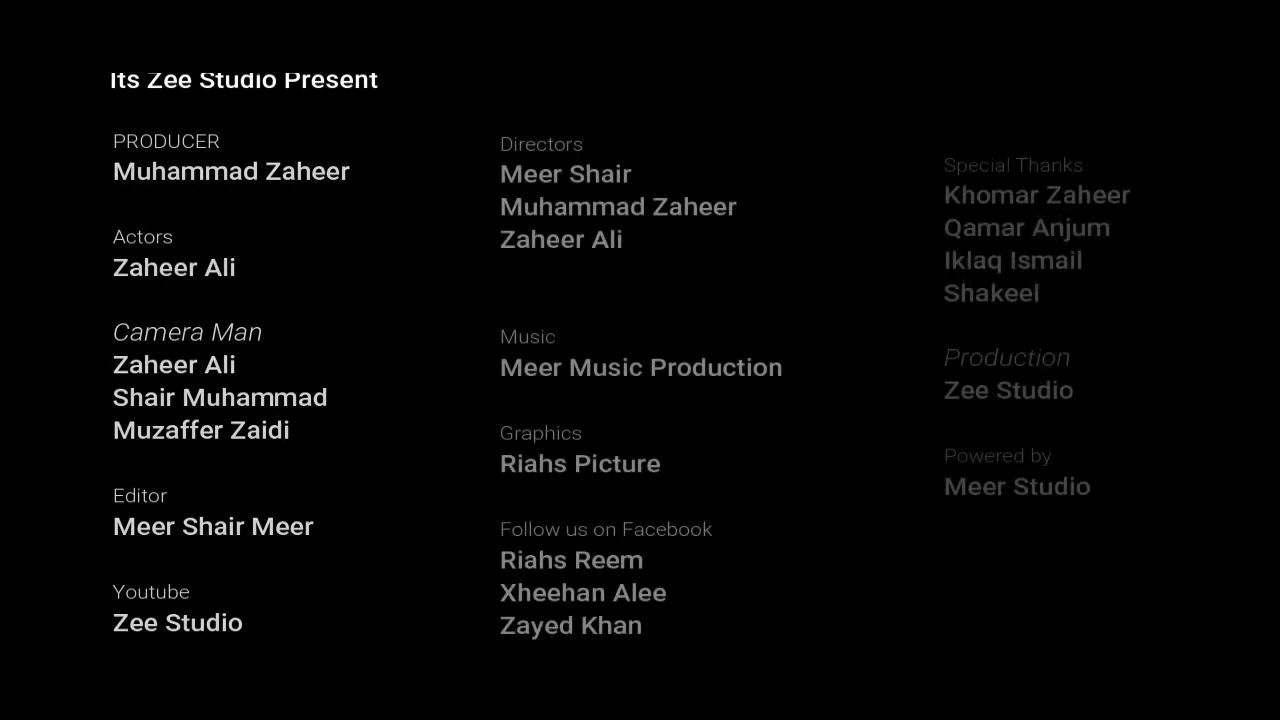 Its Zee Studio Present
PRODUCER
Muhammad Zaheer
Actors
Zaheer Ali
Camera Man
Zaheer Ali
Shair Muhammad
Muzaffer Zaidi
Editor
Meer Shair Meer
Youtube
Zee Studio
Directors
Meer Shair
Muhammad Zaheer
Zaheer Ali
Music
Meer Music Production
Graphics
Riahs Picture
Follow us on Facebook
Riahs Reem
Xheehan Alee
Zayed Khan
Special Thanks
Khomar Zaheer
Qamar Anjum
Iklaq Ismail
Shakeel
Production
Zee Studio
Powered by
Meer Studio